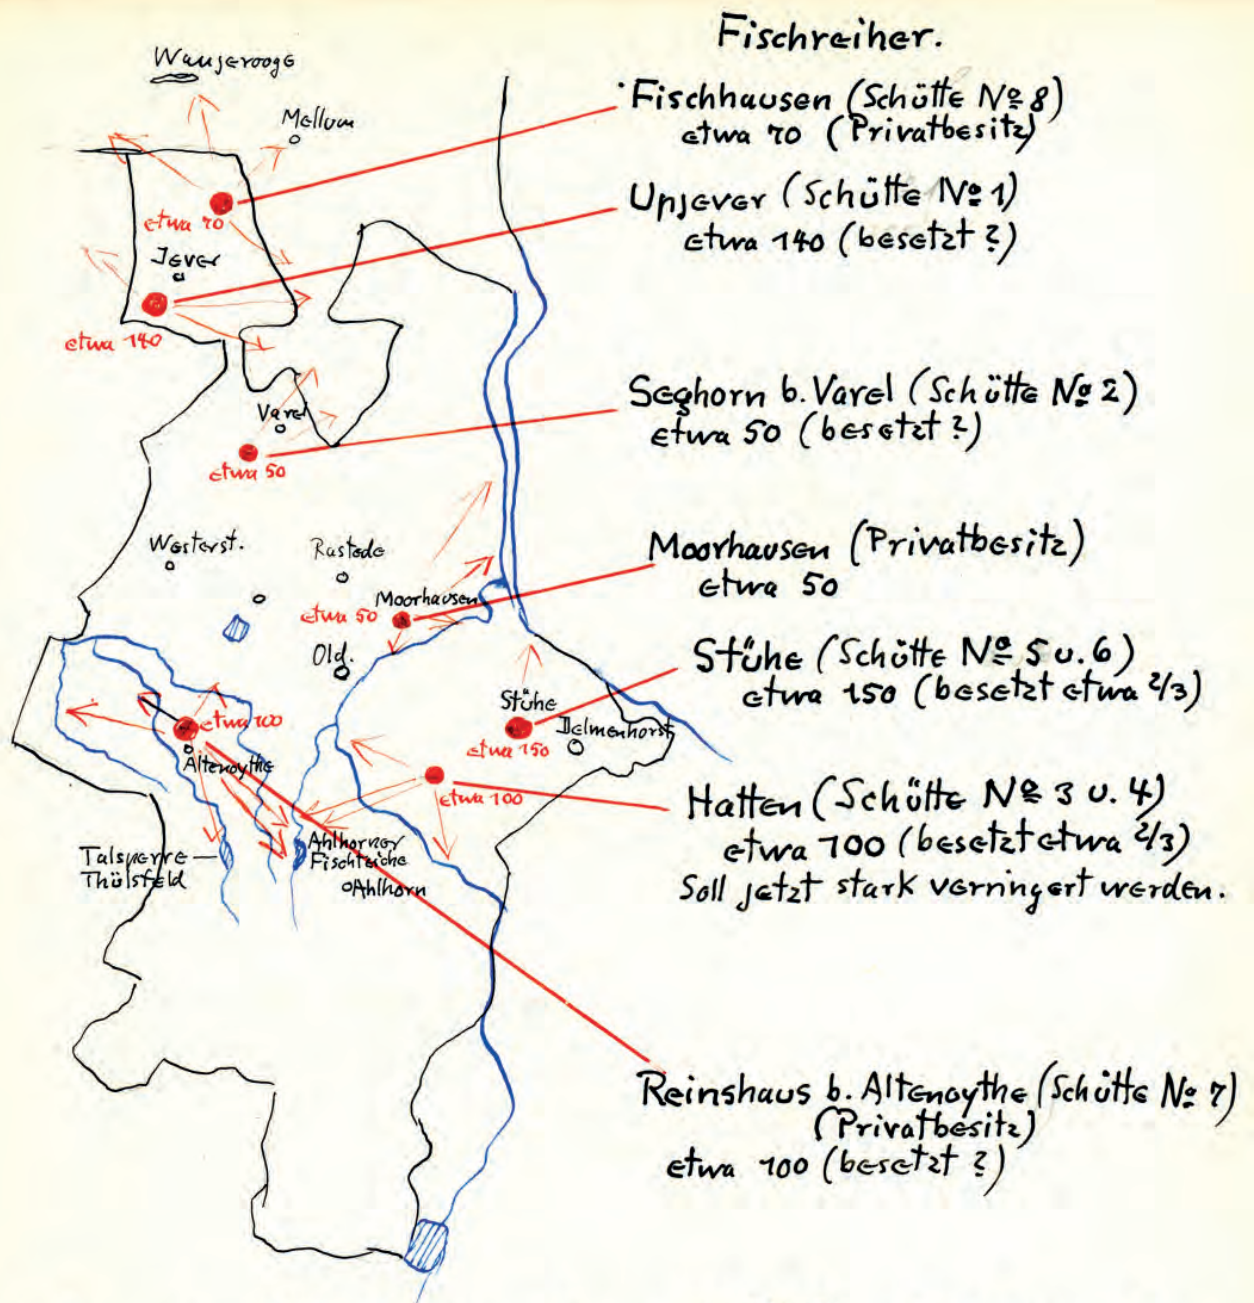 Fischreiher.
Wangerooge
Mellum
Fischhausen (Schütte No 8)
etwa 70 (Privatbesitz)
etwa 70
Upjever (Schütte No 1)
etwa 140 (besetzt ?)
Jever
etwa 140
Seghorn b. Varel (Schütte No 2)
etwa 50 (besetzt ?)
Varel
etwa 50
Westerst.
Rastede
Moorhausen (Privatbesitz)
etwa 50
Moorhausen
etwa 50
Old.
Stühe (Schütte No 5 u. 6)
etwa 150 (besetzt etwa 2/3)
Stühe
etwa 150
Delmenhorst
etwa 100
Altenoythe
etwa 100
Hatten (Schütte No 3 u. 4)
etwa 100 (besetzt etwa 2/3)
Soll jetzt stark verringert werden.
Talsperre
Thülsfeld
Ahlhorner
Fischteiche
Ahlhorn
Reinshaus b. Altenoythe (Schütte No 7)
(Privatbesitz)
etwa 100 (besetzt ?)